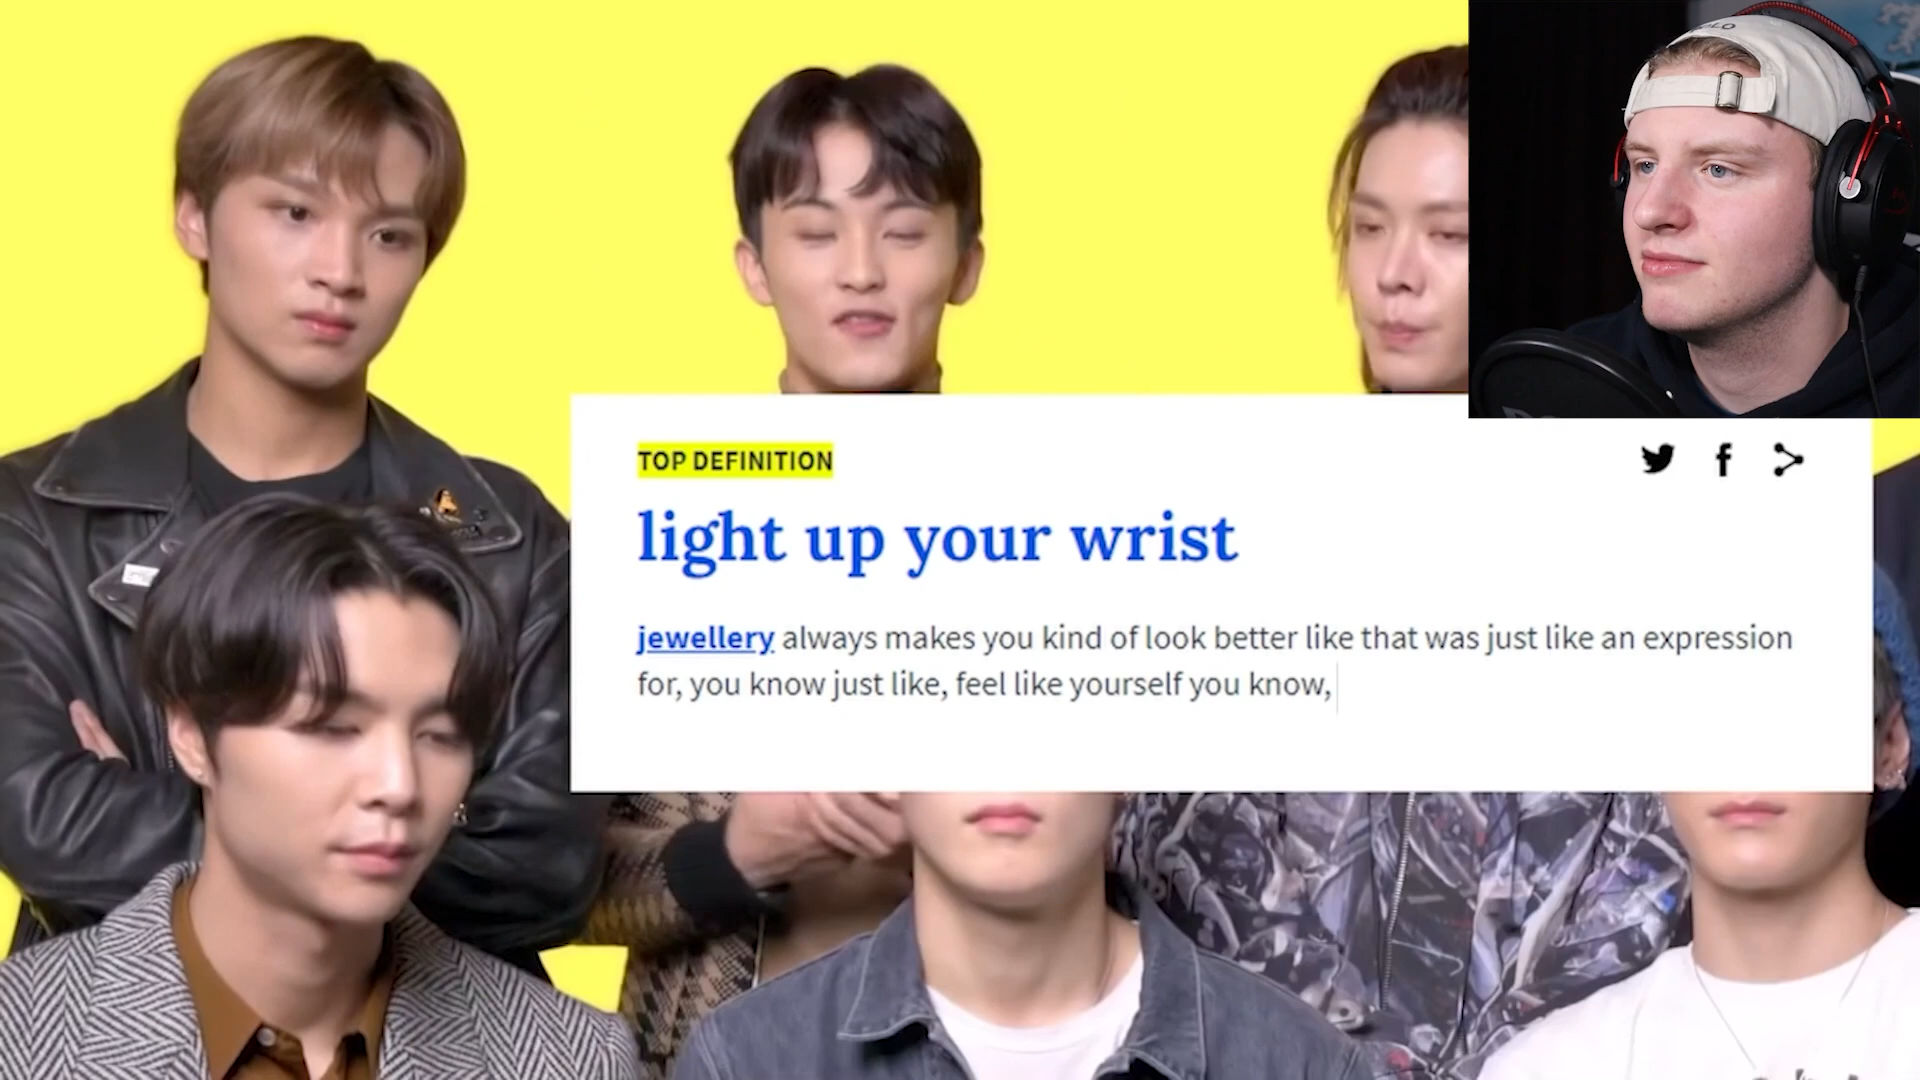 TOP DEFINITION
light up your wrist
jewellery always makes you kind of look better like that was just like an expression
for, you know just like, feel like yourself you know,